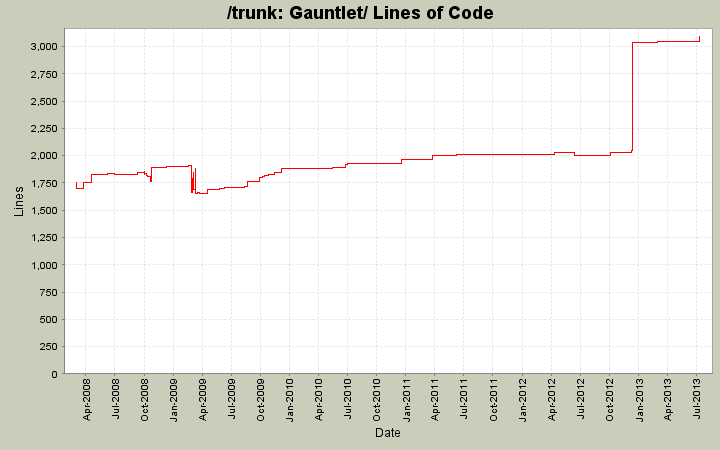 /trunk: Gauntlet/ Lines of Code
3,000
2,750
2,500
2,250
2,000
1,750
1,500
1,250
1,000
750
500
250
0
Lines
Apr-2008
Jul-2008
Oct-2008
Jan-2009
Apr-2009
Jul-2009
Oct-2009
Jan-2010
Apr-2010
Jul-2010
Oct-2010
Jan-2011
Apr-2011
Jul-2011
Oct-2011
Jan-2012
Apr-2012
Jul-2012
Oct-2012
Jan-2013
Apr-2013
Jul-2013
Date